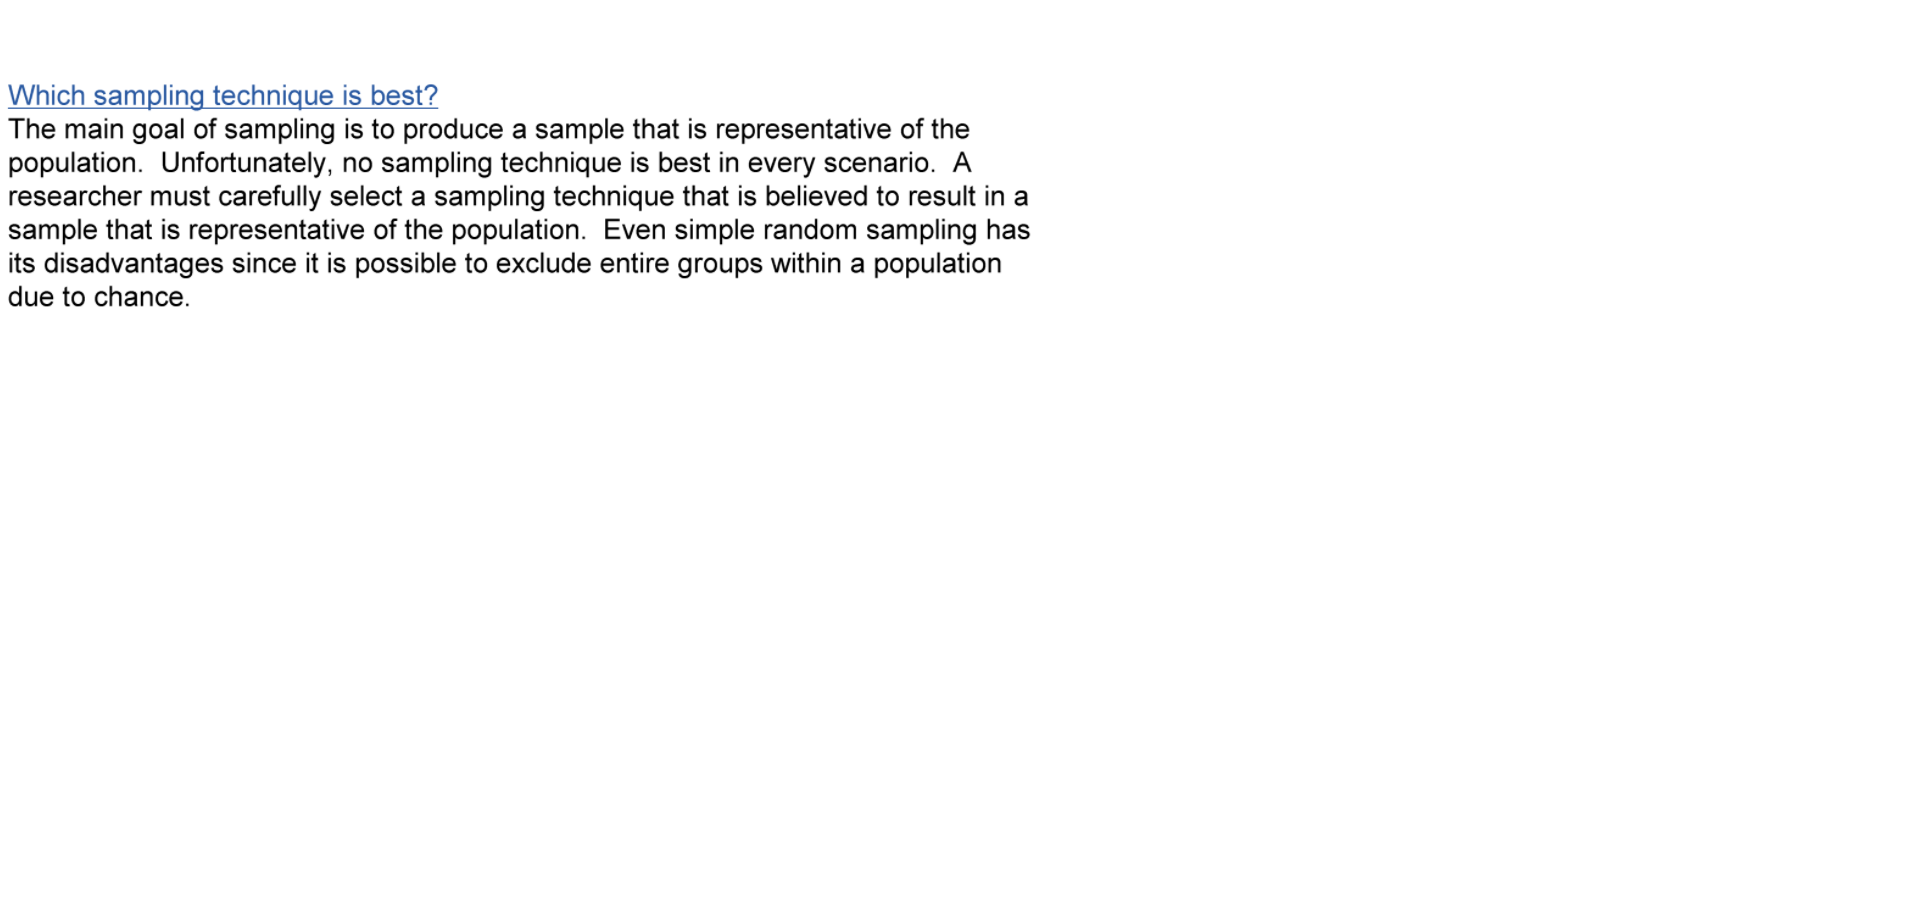 Which sampling technique is best?
The main goal of sampling is to produce a sample that is representative of the
population.  Unfortunately, no sampling technique is best in every scenario.  A
researcher must carefully select a sampling technique that is believed to result in a
sample that is representative of the population.  Even simple random sampling has
its disadvantages since it is possible to exclude entire groups within a population
due to chance.